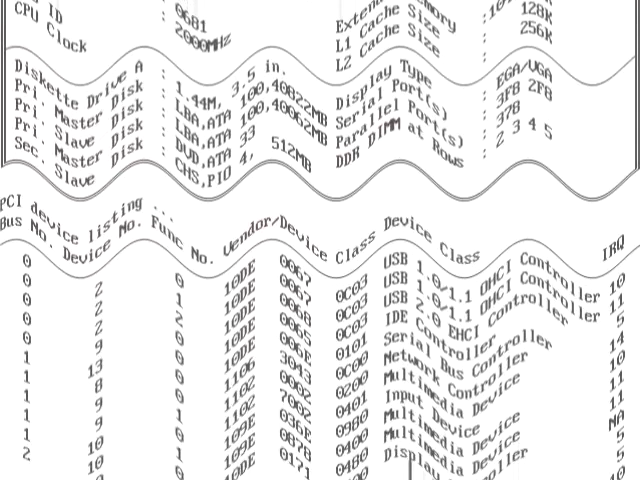 ID : 0681 Extended Memory
CPU Clock : 2000MHz L1 Cache Size : 128K
L2 Cache Size : 256K
Diskette Drive A : 1.44M, 3.5 in. Display Type : EGA/VGA
Pri. Master Disk : LBA,ATA 100,40822MB Serial Port(s) : 3F8 2F8
Pri. Slave Disk : LBA,ATA 100,40062MB Parallel Port(s) : 378
Sec. Master Disk : DVD,ATA 33 DDR DIMM at Rows : 2 3 4 5
Sec. Slave Disk : CHS,PIO 4, 512MB
PCI device listing ...
Bus No. Device No. Func No. Vendor/Device Class Device Class IRQ
0 2 0 10DE 0067 0C03 USB 1.0/1.1 OHCI Controller 10
0 2 1 10DE 0067 0C03 USB 1.0/1.1 OHCI Controller 11
0 2 2 10DE 0068 0C03 USB 2.0 EHCI Controller 5
0 9 0 10DE 0065 0101 IDE Controller 14
0 13 0 10DE 006E 0C00 Serial Bus Controller 10
1 8 0 1106 3043 0200 Network Controller 11
1 9 0 1102 0002 0401 Multimedia Device 11
1 9 1 1102 7002 0980 Input Device NA
1 10 0 109E 036E 0400 Multimedia Device 5
1 10 1 109E 0878 0480 Multimedia Device 5
2 0 10DE 0171 Display Controller 10